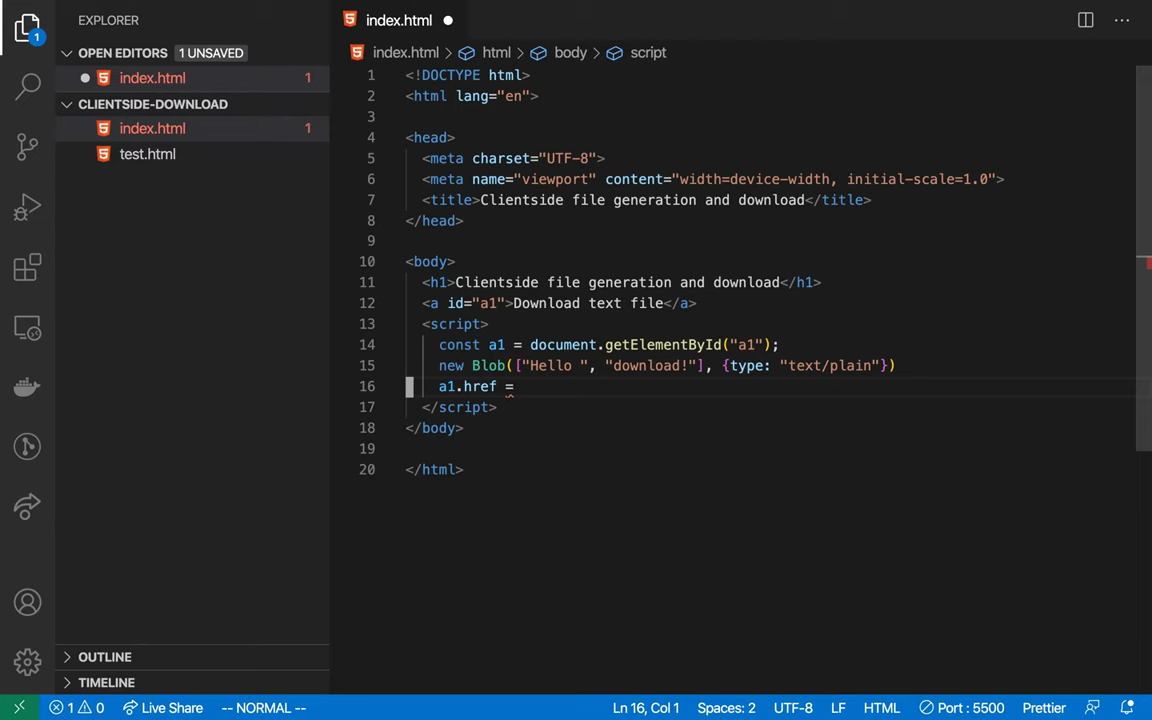 EXPLORER
1
OPEN EDITORS 1 UNSAVED
index.html 1
CLIENTSIDE-DOWNLOAD
index.html 1
test.html
OUTLINE
TIMELINE
index.html
index.html > html > body > script
1 <!DOCTYPE html>
2 <html lang="en">
3
4 <head>
5 <meta charset="UTF-8">
6 <meta name="viewport" content="width=device-width, initial-scale=1.0">
7 <title>Clientside file generation and download</title>
8 </head>
9
10 <body>
11 <h1>Clientside file generation and download</h1>
12 <a id="a1">Download text file</a>
13 <script>
14 const a1 = document.getElementById("a1");
15 new Blob(["Hello ", "download!"], {type: "text/plain"})
16 a1.href =
17 </script>
18 </body>
19
20 </html>
1 0 Live Share -- NORMAL -- Ln 16, Col 1 Spaces: 2 UTF-8 LF HTML Port : 5500 Prettier